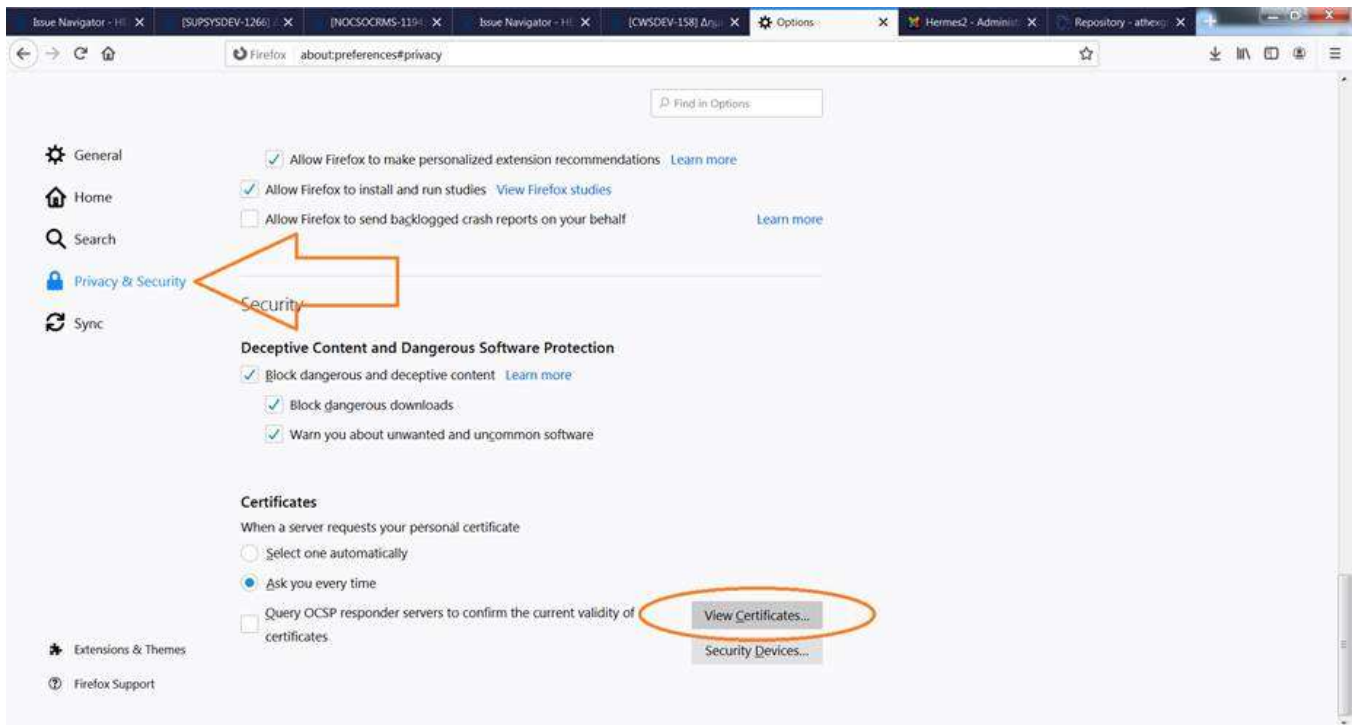 Issue Navigator - HE
[SUPSYSDEV-1266]
[NOCSOCRMS-1194
Issue Navigator - HE
[CWSDEV-158]
Options
Hermes2 - Administ
Repository - athexg
Firefox about:preferences#privacy
Find in Options
General
Allow Firefox to make personalized extension recommendations Learn more
Home
Allow Firefox to install and run studies View Firefox studies
Allow Firefox to send backlogged crash reports on your behalf Learn more
Search
Privacy & Security
Sync
Security
Deceptive Content and Dangerous Software Protection
Block dangerous and deceptive content Learn more
Block dangerous downloads
Warn you about unwanted and uncommon software
Certificates
When a server requests your personal certificate
Select one automatically
Ask you every time
Query OCSP responder servers to confirm the current validity of
certificates
View Certificates...
Security Devices...
Extensions & Themes
Firefox Support